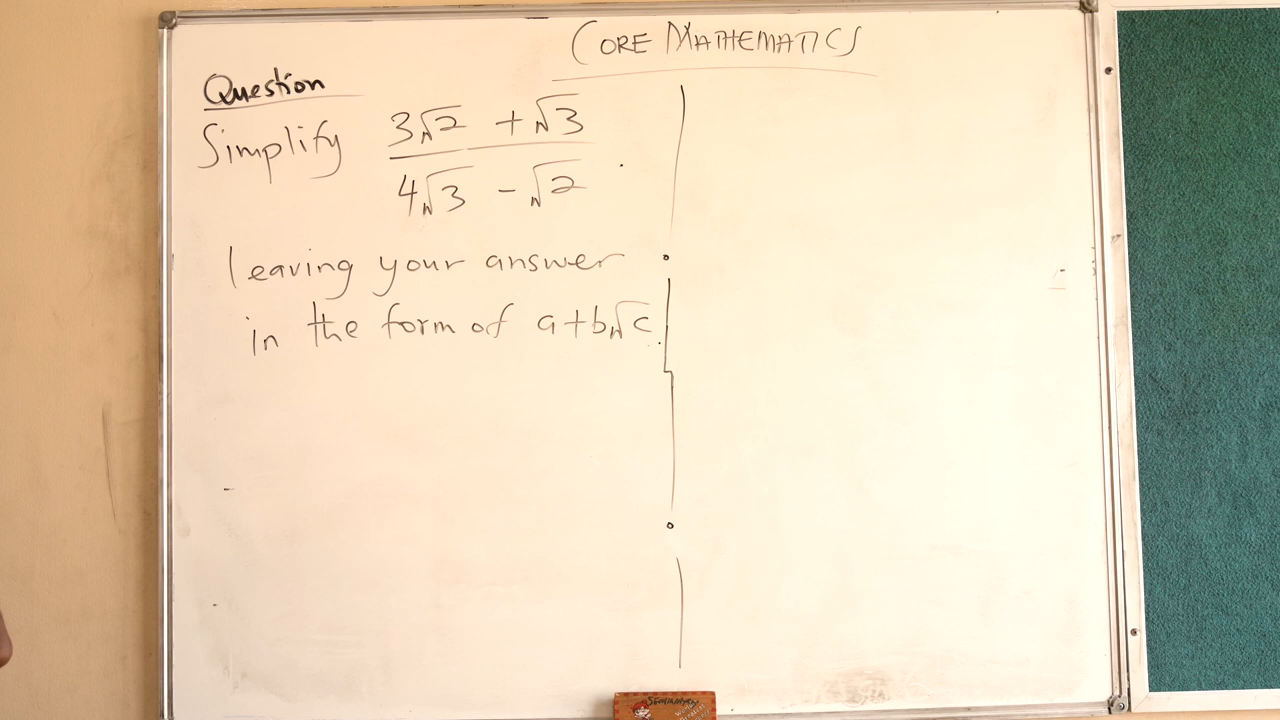 CORE MATHEMATICS
Question
Simplify (3√2 + √3)/(4√3 - √2).
leaving your answer
in the form of a+b√c.